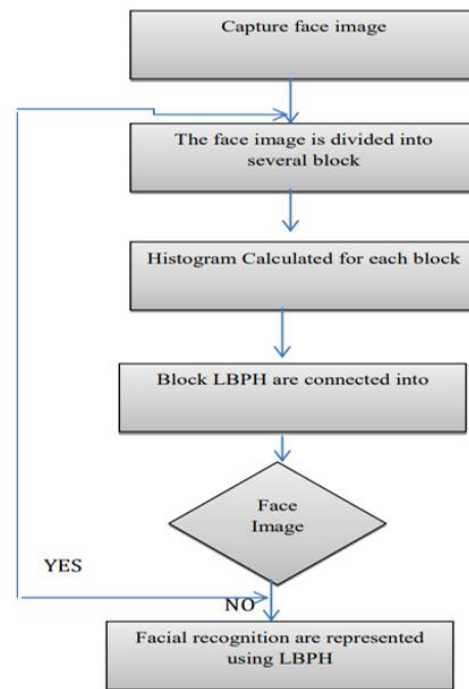 Capture face image
The face image is divided into
several block
Histogram Calculated for each block
Block LBPH are connected into
Face
Image
YES
NO
Facial recognition are represented
using LBPH